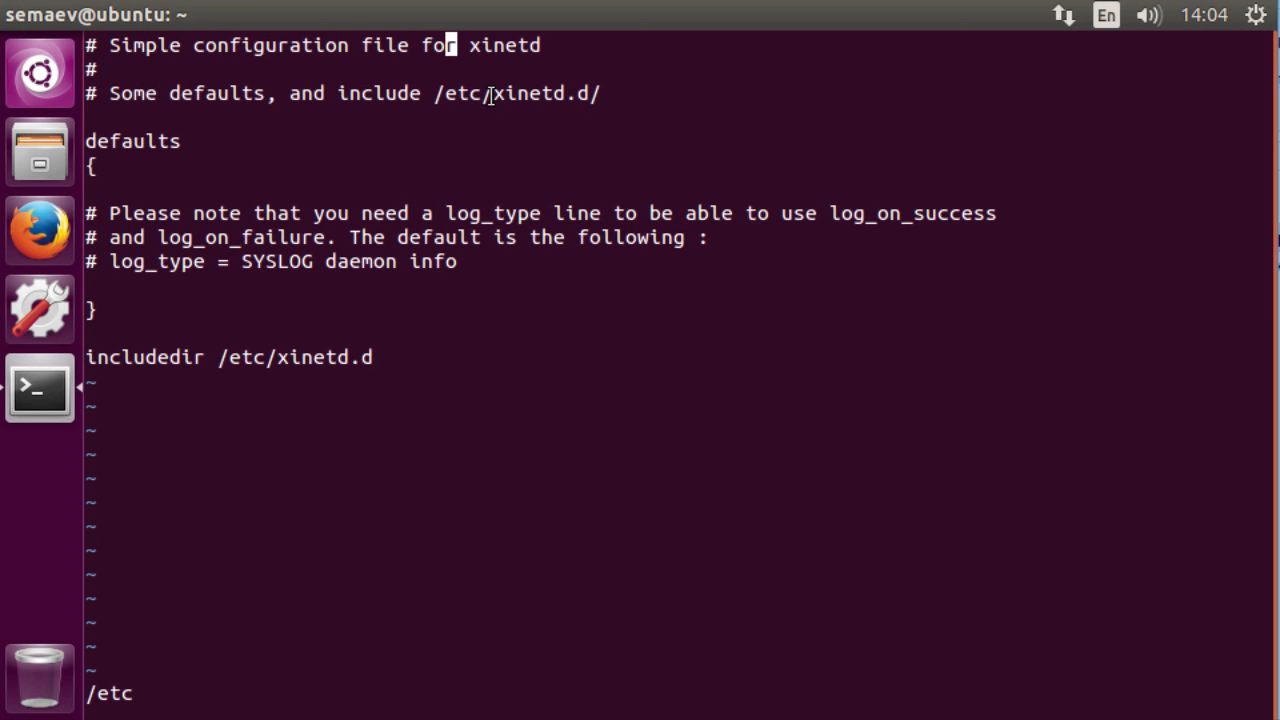 semaev@ubuntu: ~
En
14:04
# Simple configuration file for xinetd
#
# Some defaults, and include /etc/xinetd.d/
defaults
{
# Please note that you need a log_type line to be able to use log_on_success
# and log_on_failure. The default is the following :
# log_type = SYSLOG daemon info
}
includedir /etc/xinetd.d
~
~
~
~
~
~
~
~
~
~
~
~
~
/etc